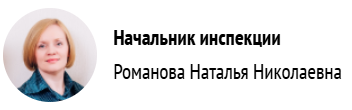 Начальник инспекции
Романова Наталья Николаевна